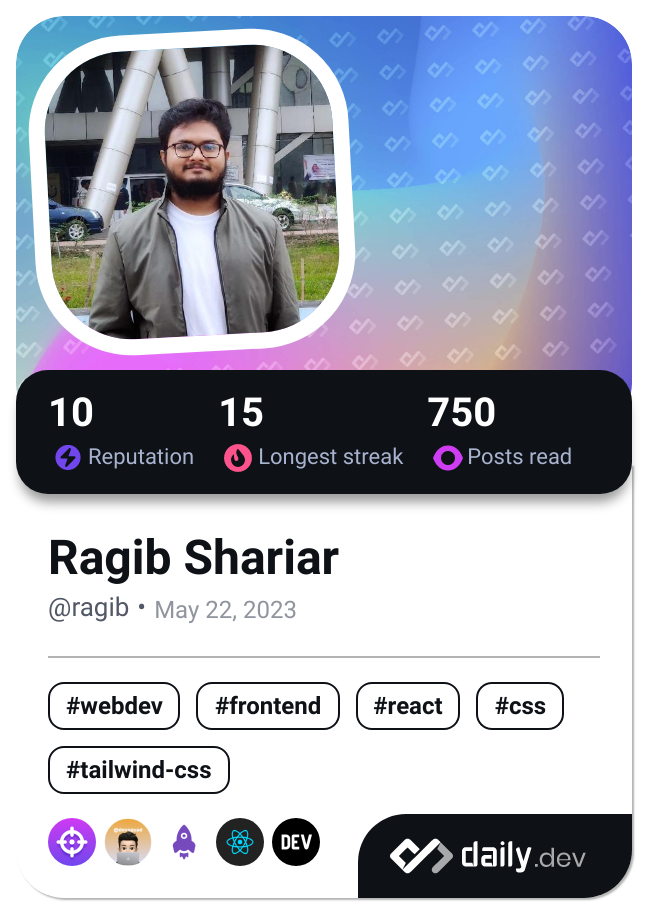 10 15 750
Reputation Longest streak Posts read
Ragib Shariar
@ragib • May 22, 2023
#webdev #frontend #react #css
#tailwind-css
DEV
daily.dev